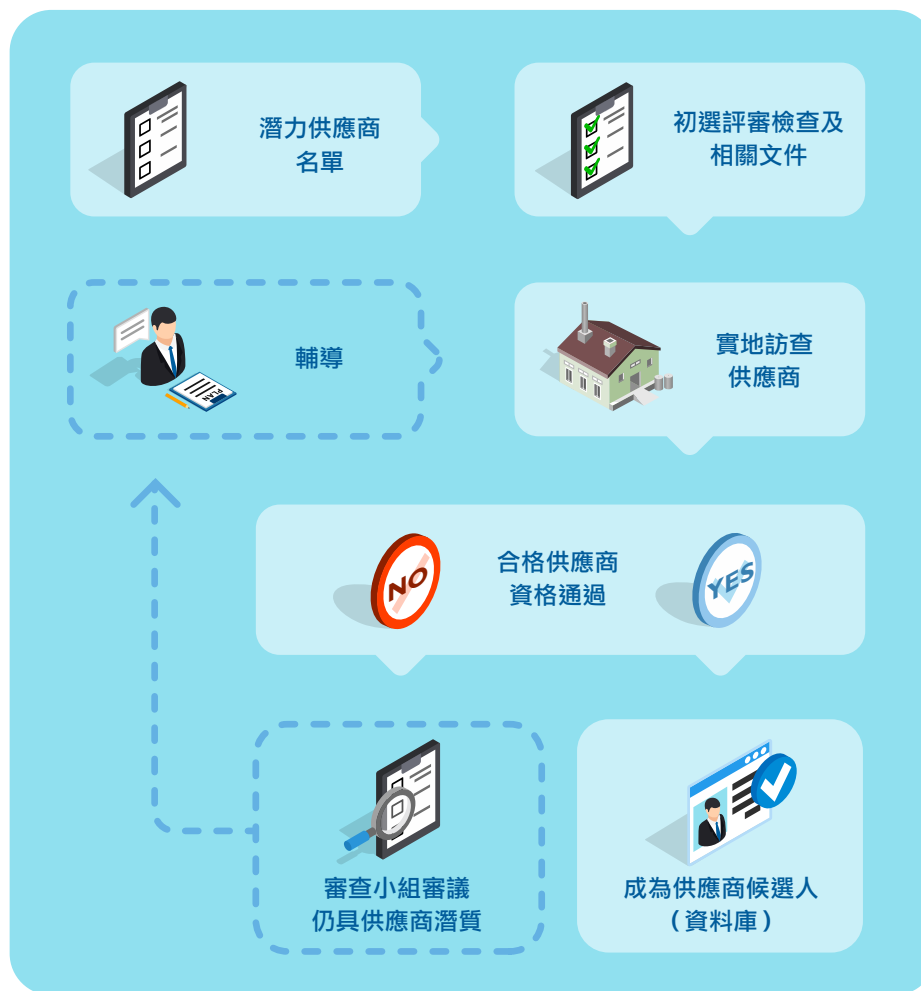 潛力供應商
名單
初選評審檢查及
相關文件
輔導
PLAN
實地訪查
供應商
NO
合格供應商
資格通過
YES
審查小組審議
仍具供應商潛質
成為供應商候選人
（資料庫）